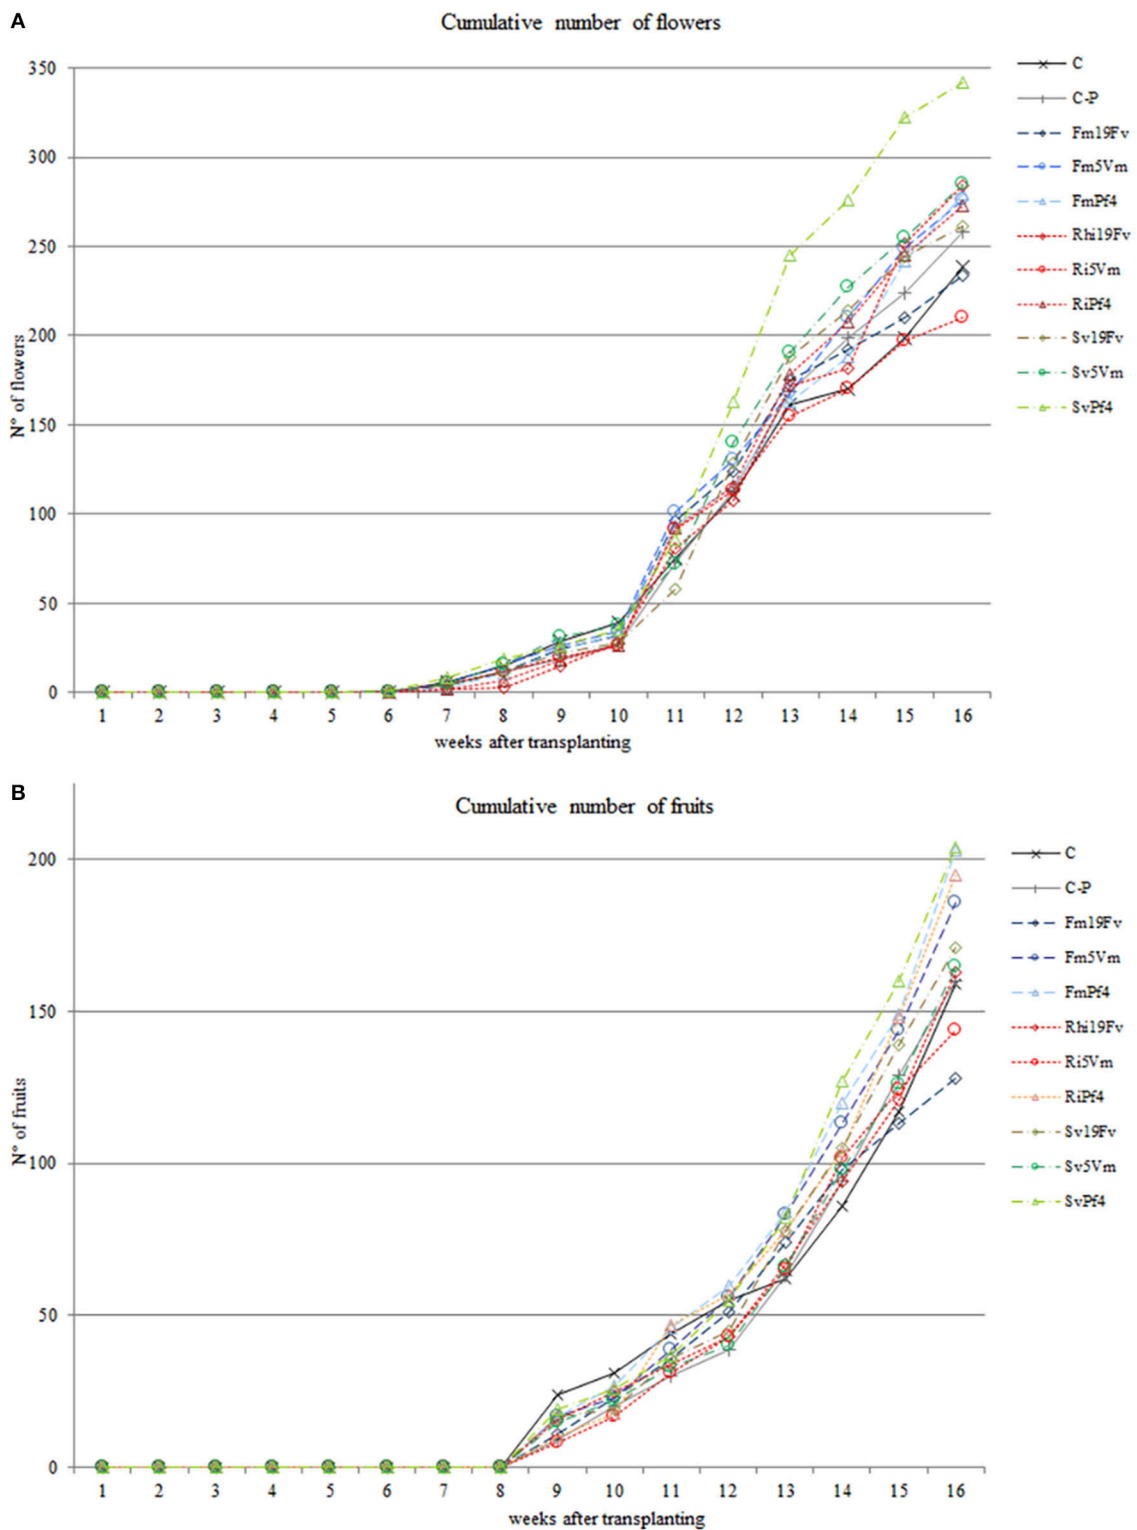 A
Cumulative number of flowers
350
300
250
200
150
100
50
0
N° of flowers
1 2 3 4 5 6 7 8 9 10 11 12 13 14 15 16
weeks after transplanting
C
C-P
Fm19Fv
Fm5Vm
FmPf4
Rhi19Fv
Ri5Vm
RiPf4
Sv19Fv
Sv5Vm
SvPf4
B
Cumulative number of fruits
200
150
100
50
0
N° of fruits
1 2 3 4 5 6 7 8 9 10 11 12 13 14 15 16
weeks after transplanting
C
C-P
Fm19Fv
Fm5Vm
FmPf4
Rhi19Fv
Ri5Vm
RiPf4
Sv19Fv
Sv5Vm
SvPf4